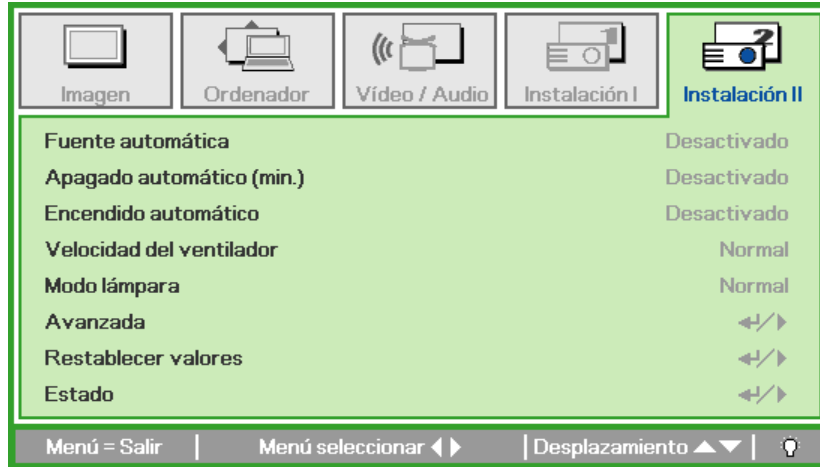 Imagen Ordenador Vídeo / Audio Instalación I Instalación II
Fuente automática Desactivado
Apagado automático (min.) Desactivado
Encendido automático Desactivado
Velocidad del ventilador Normal
Modo lámpara Normal
Avanzada
Restablecer valores
Estado
Menú = Salir Menú seleccionar Desplazamiento